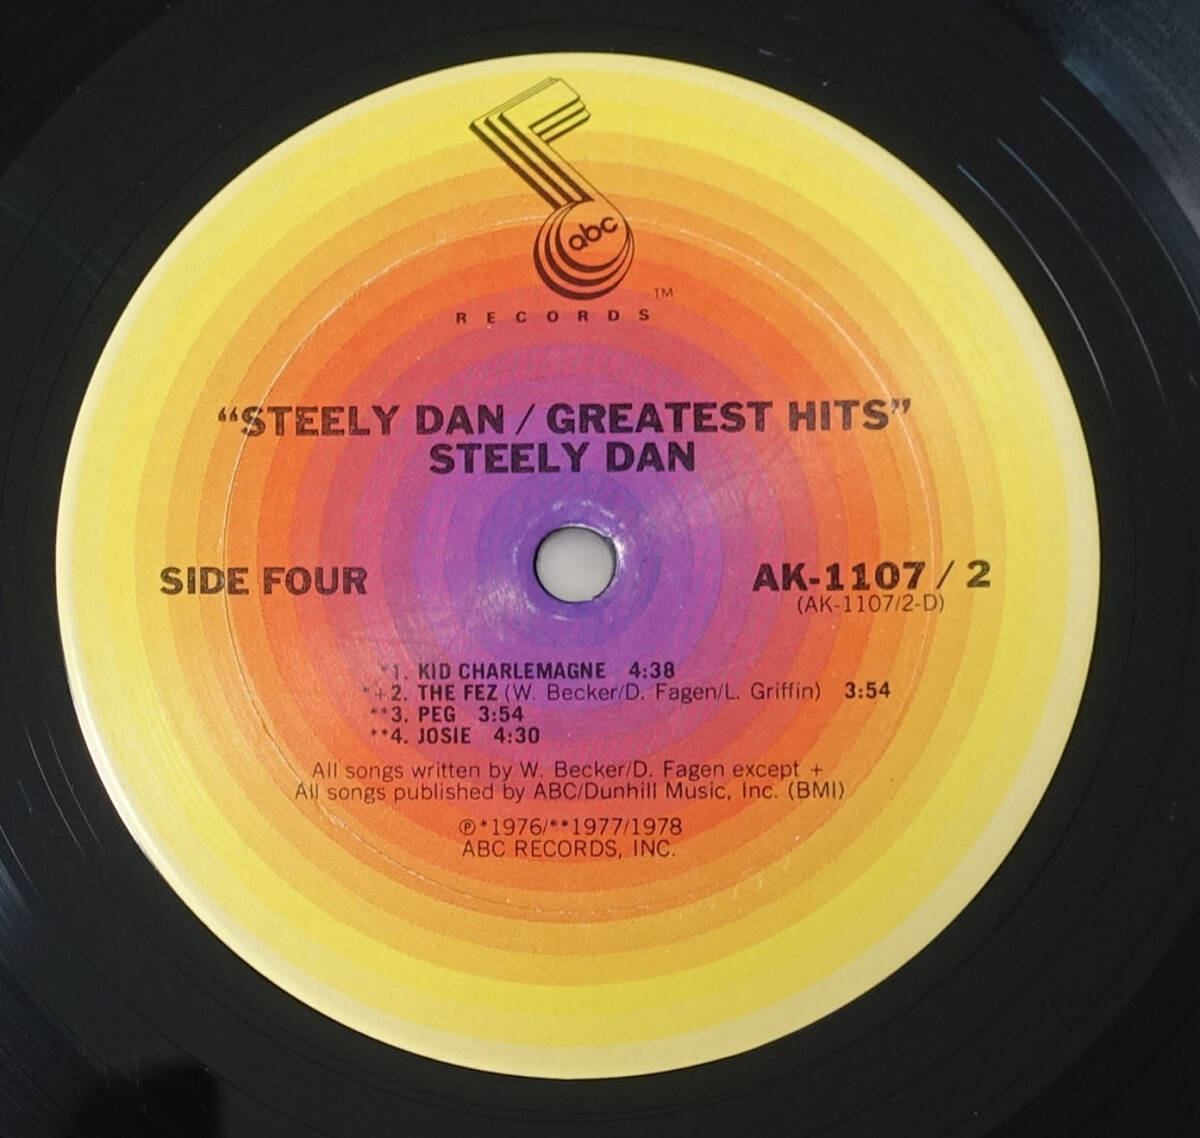 abc
TM
RECORDS
“STEELY DAN / GREATEST HITS”
STEELY DAN
SIDE FOUR
AK-1107 / 2
(AK-1107/2-D)
*1. KID CHARLEMAGNE 4:38
*+2. THE FEZ (W. Becker/D. Fagen/L. Griffin) 3:54
**3. PEG 3:54
**4. JOSIE 4:30
All songs written by W. Becker/D. Fagen except +
All songs published by ABC/Dunhill Music, Inc. (BMI)
℗*1976/**1977/1978
ABC RECORDS, INC.